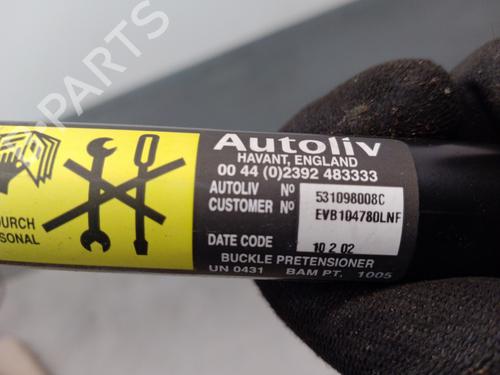 PARTS
DURCH
SONAL
Autoliv
HAVANT, ENGLAND
00 44 (0)2392 483333
AUTOLIV Nº 531098008C
CUSTOMER Nº EVB104780LNF
DATE CODE 10.2.02
BUCKLE PRETENSIONER
UN 0431 BAM PT. 1005